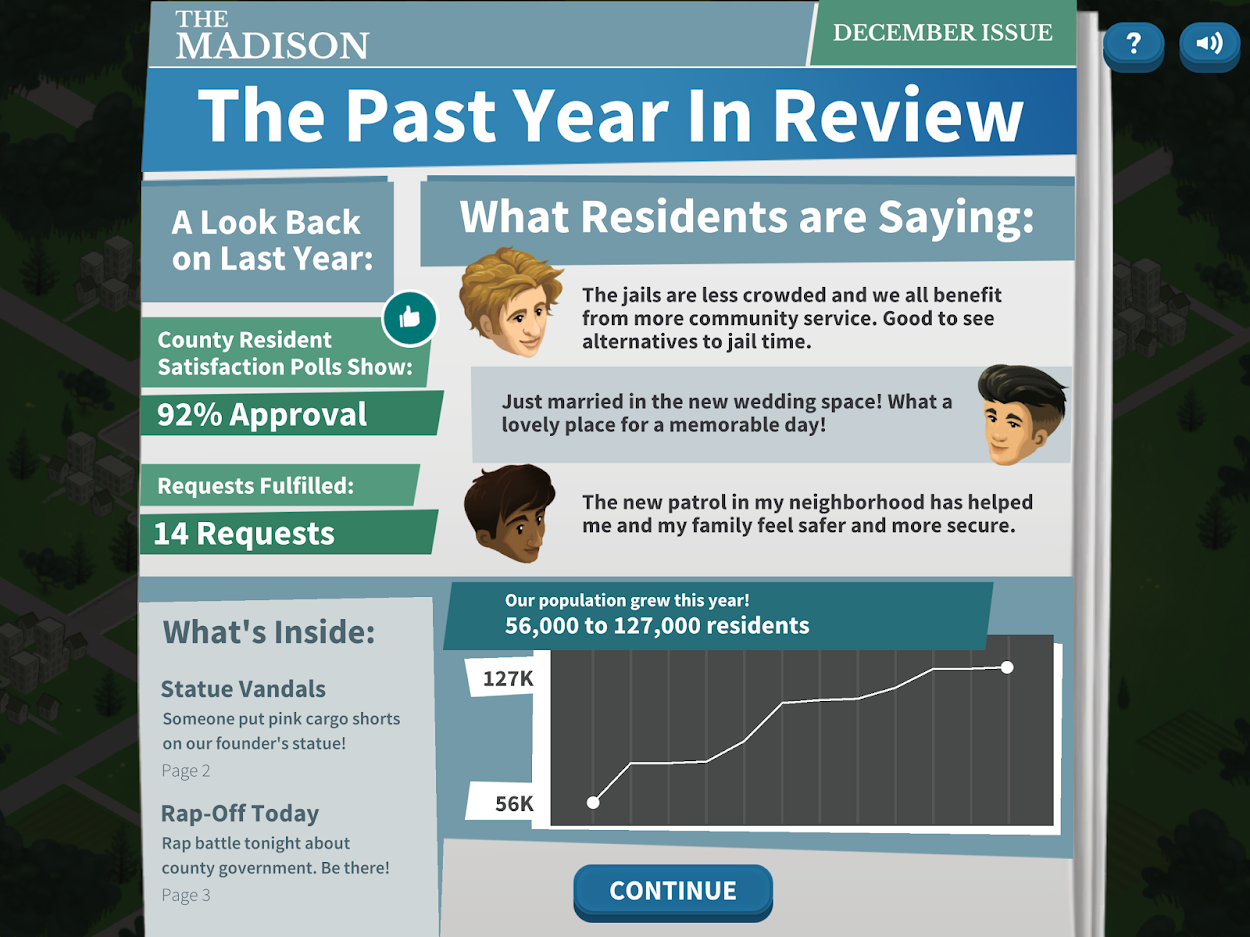 THE
MADISON
DECEMBER ISSUE
?
The Past Year In Review
A Look Back
on Last Year:
County Resident
Satisfaction Polls Show:
92% Approval
Requests Fulfilled:
14 Requests
What Residents are Saying:
The jails are less crowded and we all benefit
from more community service. Good to see
alternatives to jail time.
Just married in the new wedding space! What a
lovely place for a memorable day!
The new patrol in my neighborhood has helped
me and my family feel safer and more secure.
What's Inside:
Statue Vandals
Someone put pink cargo shorts
on our founder's statue!
Page 2
Rap-Off Today
Rap battle tonight about
county government. Be there!
Page 3
Our population grew this year!
56,000 to 127,000 residents
127K
56K
CONTINUE